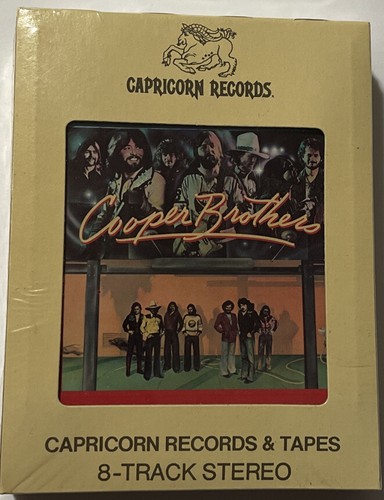 CAPRICORN RECORDS.
Cooper Brothers
CAPRICORN RECORDS & TAPES
8-TRACK STEREO